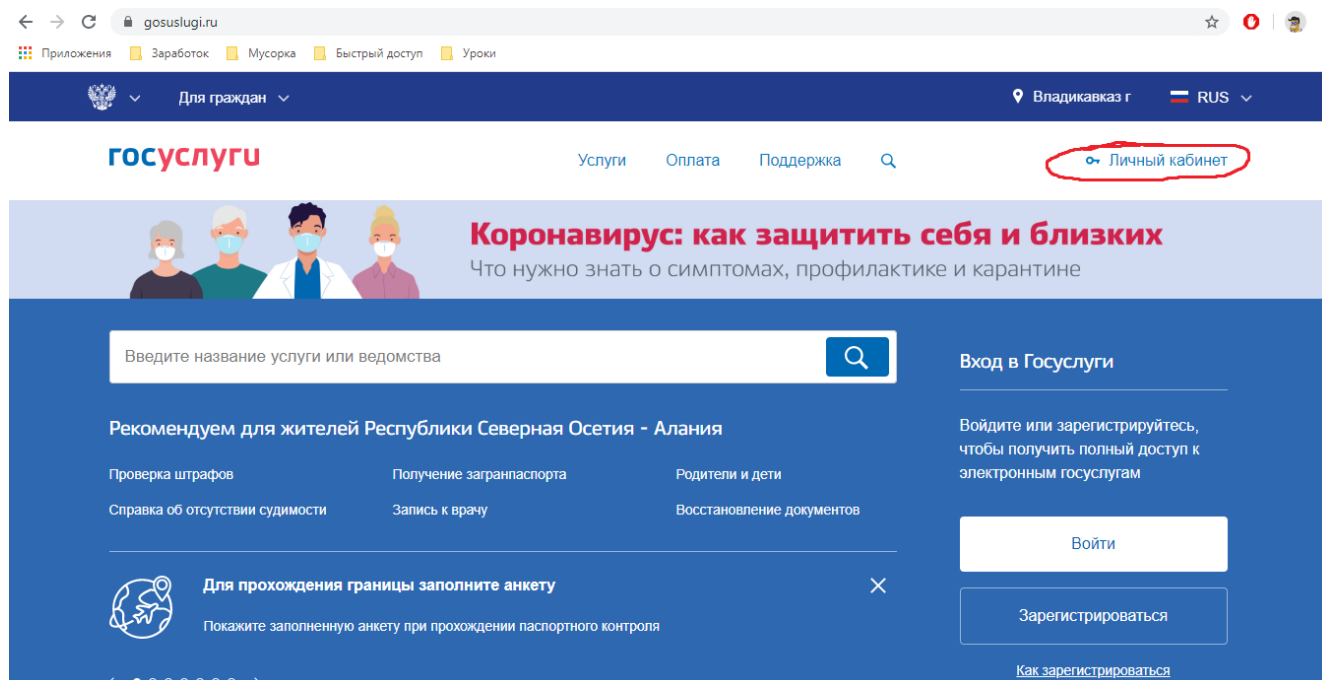 gosuslugi.ru
Приложения Заработок Мусорка Быстрый доступ Уроки
Для граждан Владикавказ г RUS
госуслуги Услуги Оплата Поддержка Личный кабинет
Коронавирус: как защитить себя и близких
Что нужно знать о симптомах, профилактике и карантине
Введите название услуги или ведомства
Рекомендуем для жителей Республики Северная Осетия - Алания
Проверка штрафов Получение загранпаспорта Родители и дети
Справка об отсутствии судимости Запись к врачу Восстановление документов
Для прохождения границы заполните анкету
Покажите заполненную анкету при прохождении паспортного контроля
Вход в Госуслуги
Войдите или зарегистрируйтесь,
чтобы получить полный доступ к
электронным госуслугам
Войти
Зарегистрироваться
Как зарегистрироваться